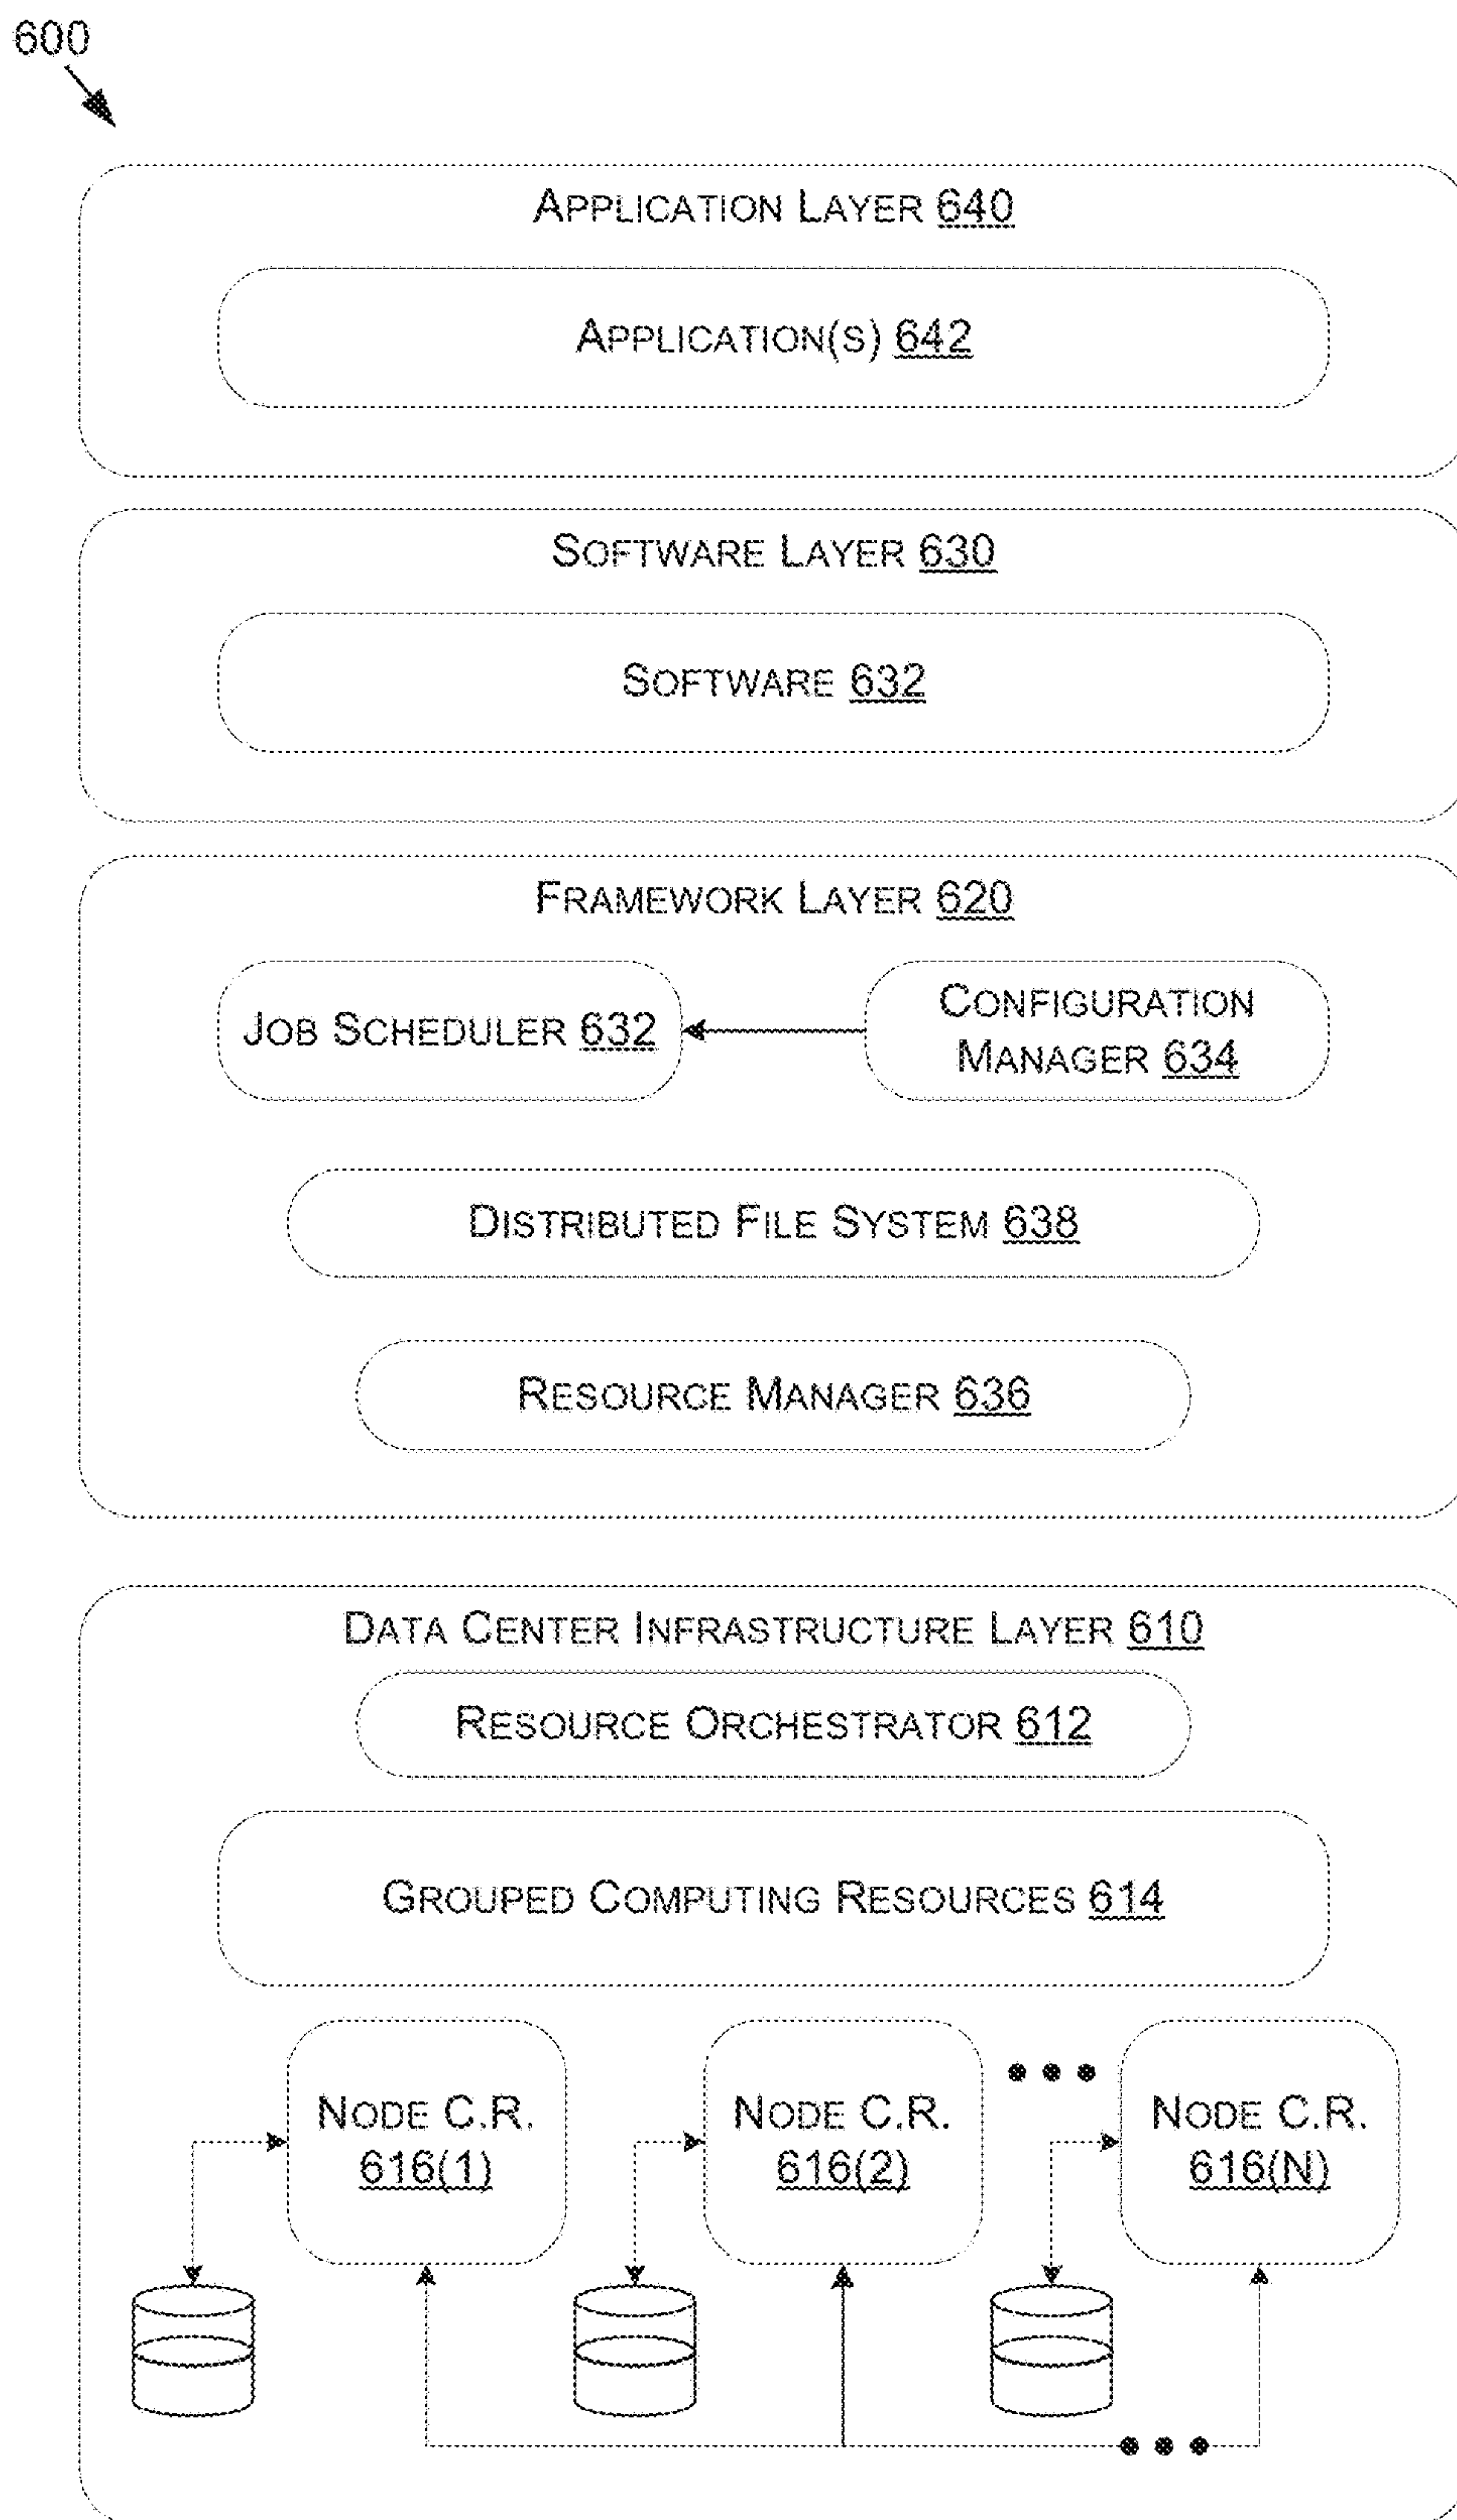 600
APPLICATION LAYER 640
APPLICATION(S) 642
SOFTWARE LAYER 630
SOFTWARE 632
FRAMEWORK LAYER 620
JOB SCHEDULER 632
CONFIGURATION
MANAGER 634
DISTRIBUTED FILE SYSTEM 638
RESOURCE MANAGER 636
DATA CENTER INFRASTRUCTURE LAYER 610
RESOURCE ORCHESTRATOR 612
GROUPED COMPUTING RESOURCES 614
NODE C.R.
616(1)
NODE C.R.
616(2)
NODE C.R.
616(N)